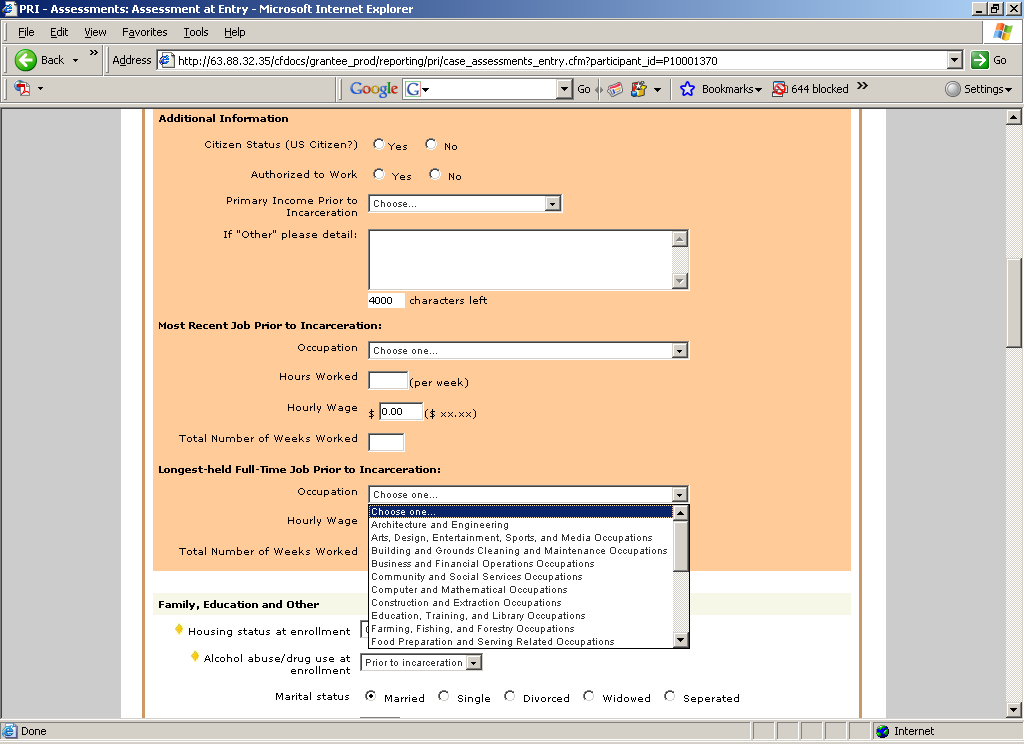 PRI - Assessments: Assessment at Entry - Microsoft Internet Explorer
File Edit View Favorites Tools Help
Back » Address http://63.88.32.35/cfdocs/grantee_prod/reporting/pri/case_assessments_entry.cfm?participant_id=P10001370 Go
Google G Go Bookmarks 644 blocked » Settings
Additional Information
Citizen Status (US Citizen?) Yes No
Authorized to Work Yes No
Primary Income Prior to
Incarceration Choose...
If "Other" please detail:
4000 characters left
Most Recent Job Prior to Incarceration:
Occupation Choose one...
Hours Worked (per week)
Hourly Wage $ 0.00 ($ xx.xx)
Total Number of Weeks Worked
Longest-held Full-Time Job Prior to Incarceration:
Occupation Choose one...
Choose one...
Hourly Wage Architecture and Engineering
Arts, Design, Entertainment, Sports, and Media Occupations
Total Number of Weeks Worked Building and Grounds Cleaning and Maintenance Occupations
Business and Financial Operations Occupations
Community and Social Services Occupations
Computer and Mathematical Occupations
Construction and Extraction Occupations
Education, Training, and Library Occupations
Farming, Fishing, and Forestry Occupations
Food Preparation and Serving Related Occupations
Family, Education and Other
Housing status at enrollment
Alcohol abuse/drug use at
enrollment Prior to incarceration
Marital status Married Single Divorced Widowed Seperated
Done Internet